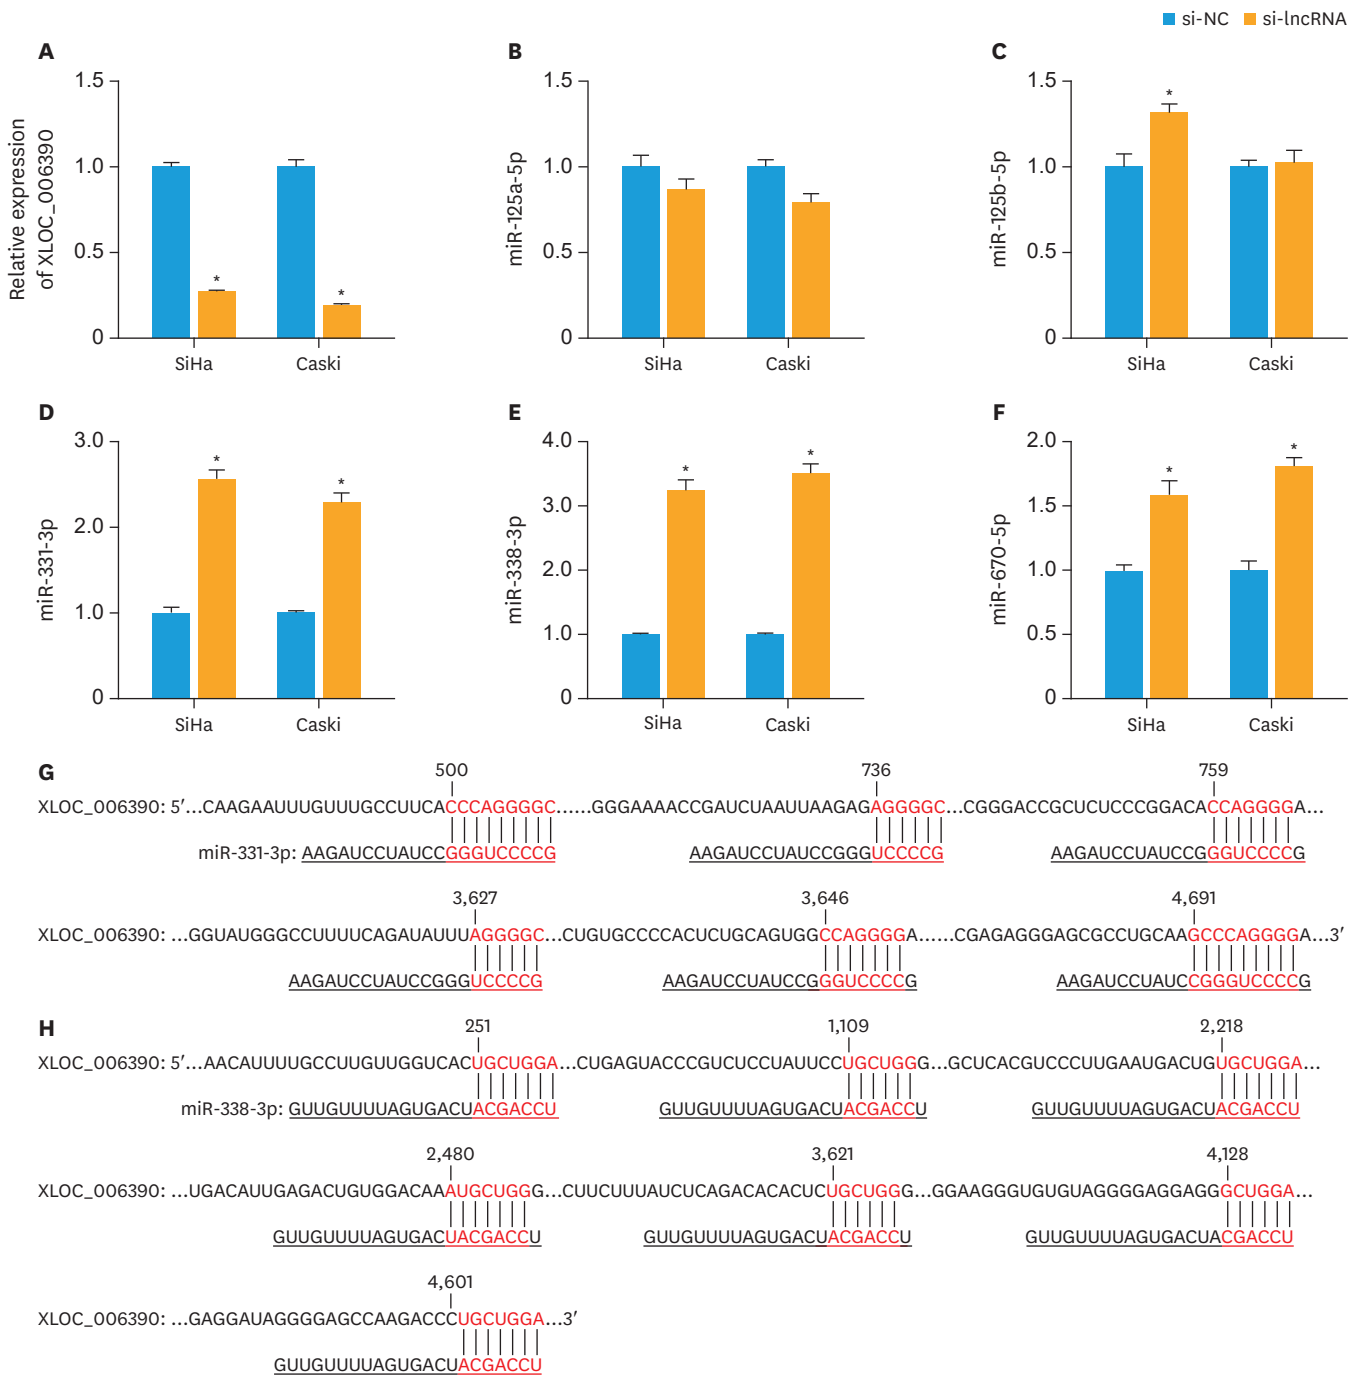 si-NC si-lncRNA
A B C
Relative expression
of XLOC_006390
1.5
1.0
0.5
0
* *
SiHa Caski
miR-125a-5p
1.5
1.0
0.5
0
SiHa Caski
miR-125b-5p
1.5
1.0
0.5
0
*
SiHa Caski
D E F
miR-331-3p
3.0
2.0
1.0
0
* *
SiHa Caski
miR-338-3p
4.0
3.0
2.0
1.0
0
* *
SiHa Caski
miR-670-5p
2.0
1.5
1.0
0.5
0
* *
SiHa Caski
G
500 736 759
XLOC_006390: 5′...CAAGAAUUUGUUUGCCUUCACCCAGGGGC......GGGAAAACCGAUCUAAUUAAGAGAGGGGC...CGGGACCGCUCUCCCGGACACCAGGGGA...
miR-331-3p: AAGAUCCUAUCCGGGUCCCCG AAGAUCCUAUCCGGGUCCCCG AAGAUCCUAUCCGGGUCCCCG
3,627 3,646 4,691
XLOC_006390: ...GGUAUGGGCCUUUUCAGAUAUUUAGGGGC...CUGUGCCCCACUCUGCAGUGGCCAGGGGA......CGAGAGGGAGCGCCUGCAAGCCCAGGGGA...3′
AAGAUCCUAUCCGGGUCCCCG AAGAUCCUAUCCGGGUCCCCG AAGAUCCUAUCCGGGUCCCCG
H
251 1,109 2,218
XLOC_006390: 5′...AACAUUUUGCCUUGUUGGUCACUGCUGGA...CUGAGUACCCGUCUCCUAUUCCUGCUGGG...GCUCACGUCCCUUGAAUGACUGUGCUGGA...
miR-338-3p: GUUGUUUUAGUGACUACGACCU GUUGUUUUAGUGACUACGACCU GUUGUUUUAGUGACUACGACCU
2,480 3,621 4,128
XLOC_006390: ...UGACAUUGAGACUGUGGACAAAUGCUGGG...CUUCUUUAUCUCAGACACACUCUGCUGGG...GGAAGGGUGUGUAGGGGAGGAGGGCUGGA...
GUUGUUUUAGUGACUACGACCU GUUGUUUUAGUGACUACGACCU GUUGUUUUAGUGACUACGACCU
4,601
XLOC_006390: ...GAGGAUAGGGGAGCCAAGACCCUGCUGGA...3′
GUUGUUUUAGUGACUACGACCU